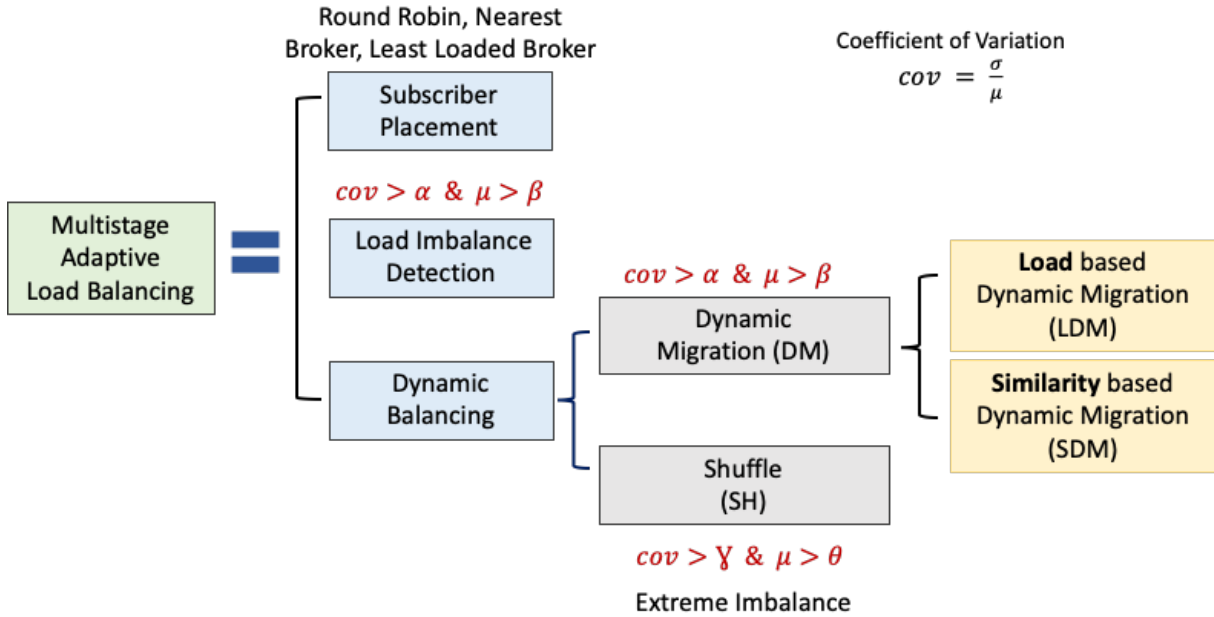 Round Robin, Nearest
Broker, Least Loaded Broker
Coefficient of Variation
cov = σ/μ
Subscriber
Placement
cov > α & μ > β
Multistage
Adaptive
Load Balancing
Load Imbalance
Detection
cov > α & μ > β
Dynamic
Migration (DM)
Load based
Dynamic Migration
(LDM)
Similarity based
Dynamic Migration
(SDM)
Dynamic
Balancing
Shuffle
(SH)
cov > Ɣ & μ > θ
Extreme Imbalance